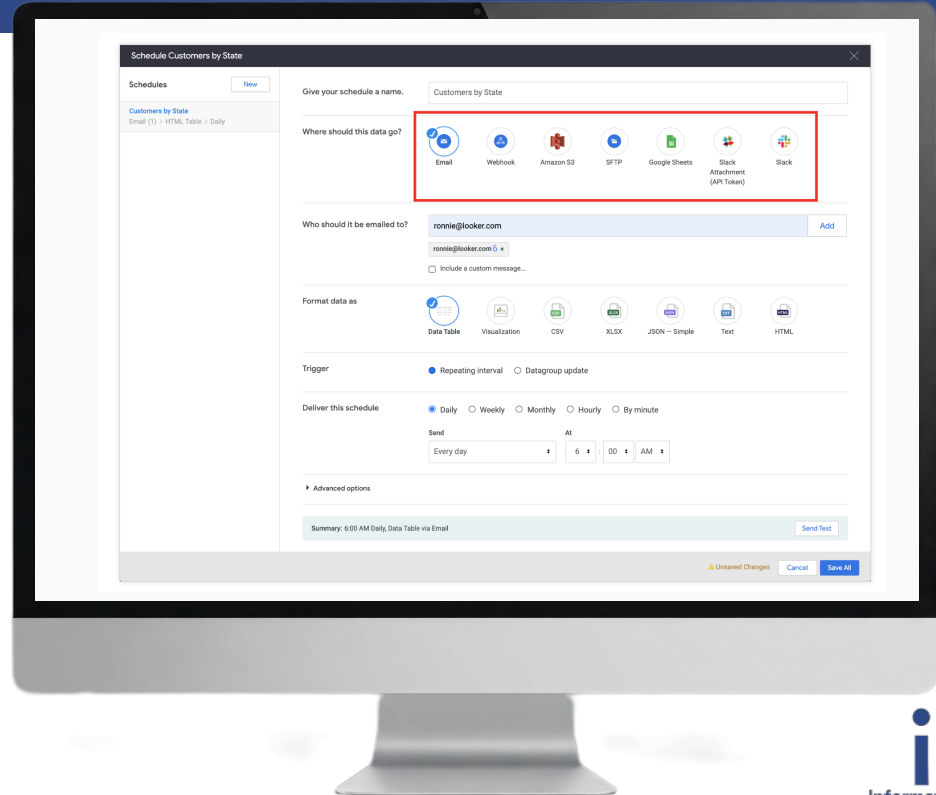 Schedule Customers by State
Schedules
New
Customers by State
Email (1) > HTML Table > Daily
Give your schedule a name.
Customers by State
Where should this data go?
Email
Webhook
Amazon S3
SFTP
Google Sheets
Slack
Attachment
(API Token)
Slack
Who should it be emailed to?
ronnie@looker.com
Add
ronnie@looker.com ×
Include a custom message...
Format data as
Data Table
Visualization
CSV
XLSX
JSON — Simple
Text
HTML
Trigger
Repeating interval
Datagroup update
Deliver this schedule
Daily
Weekly
Monthly
Hourly
By minute
Send
At
Every day
6 : 00 AM
Advanced options
Summary: 6:00 AM Daily, Data Table via Email
Send Test
Unsaved Changes
Cancel
Save All